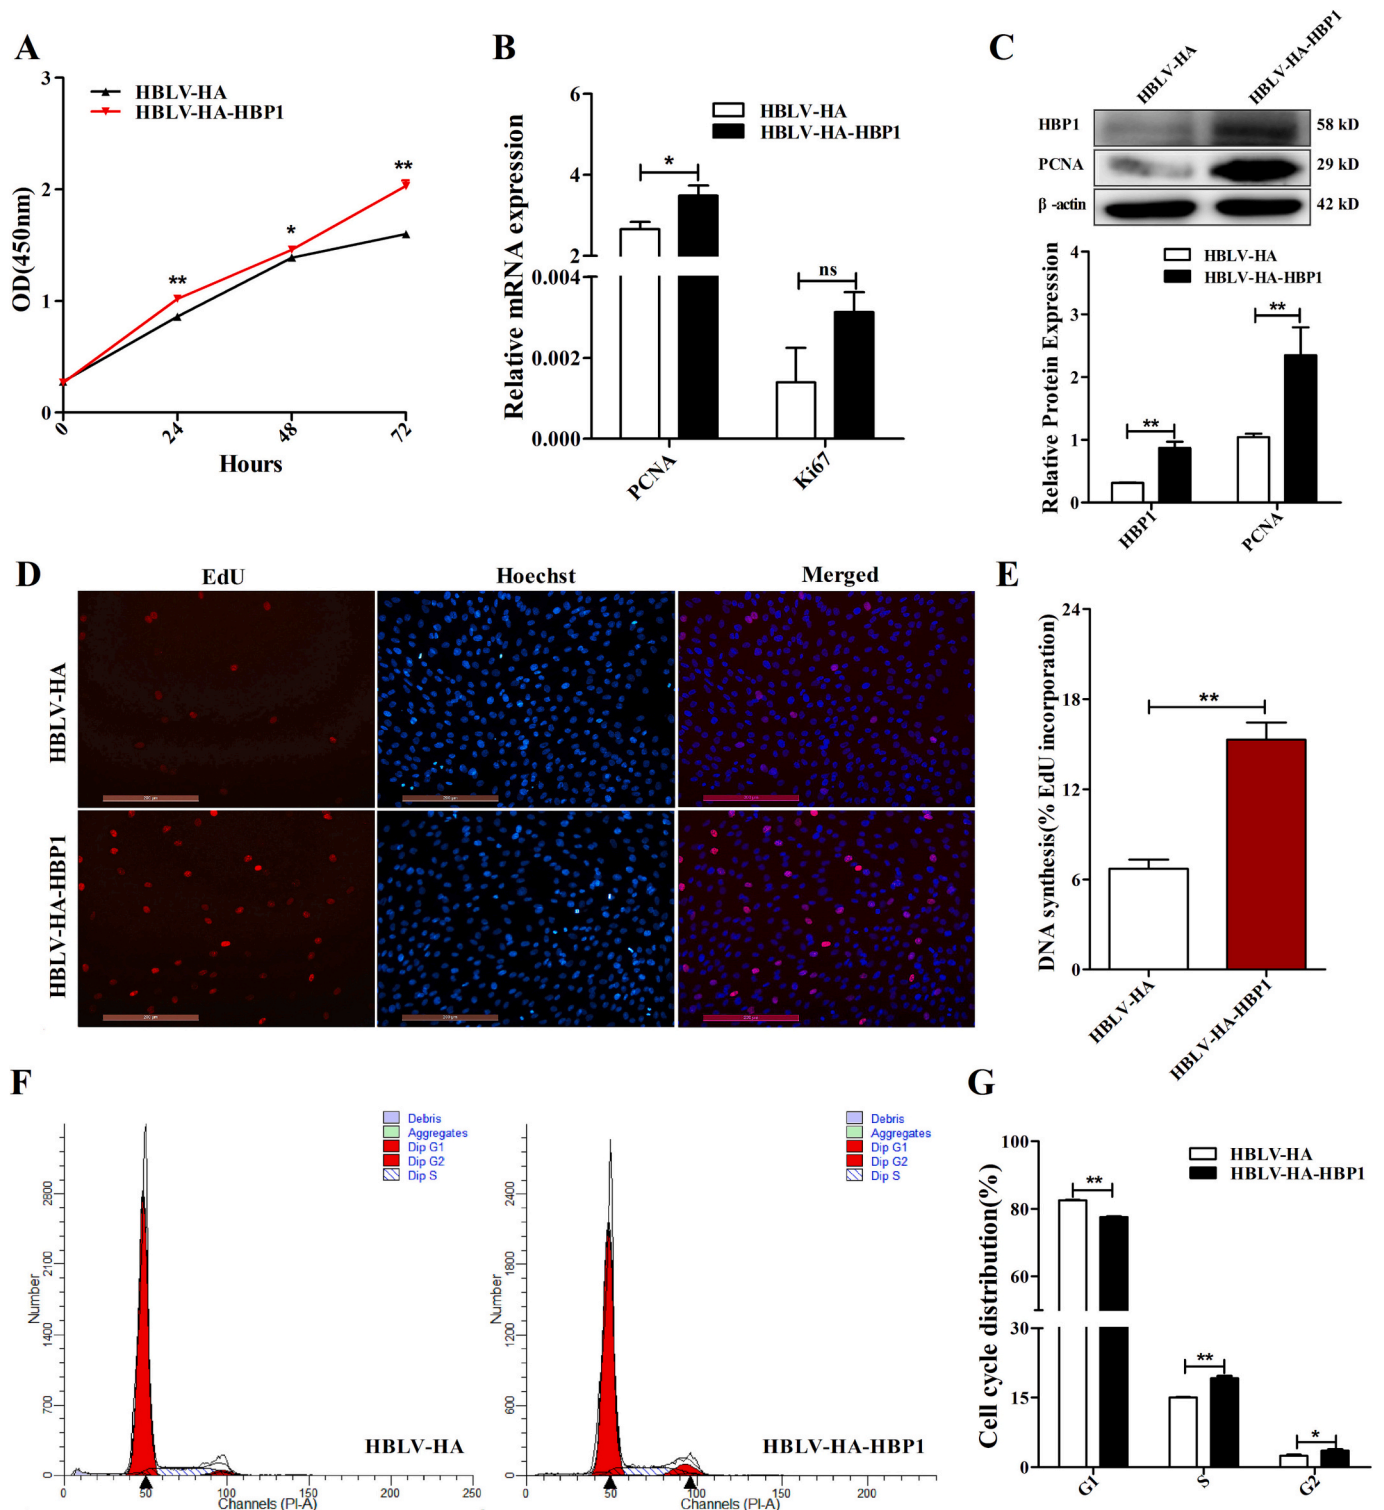 A
3
2
1
0
OD(450nm)
HBLV-HA
HBLV-HA-HBP1
**
*
**
0
24
48
72
Hours
B
6
4
2
0.004
0.002
0.000
Relative mRNA expression
HBLV-HA
HBLV-HA-HBP1
*
ns
PCNA
Ki67
C
HBLV-HA
HBLV-HA-HBP1
HBP1
58 kD
PCNA
29 kD
β -actin
42 kD
4
3
2
1
0
Relative Protein Expression
HBLV-HA
HBLV-HA-HBP1
**
**
HBP1
PCNA
D
EdU
Hoechst
Merged
HBLV-HA
HBLV-HA-HBP1
E
24
18
12
6
0
DNA synthesis(% EdU incorporation)
**
HBLV-HA
HBLV-HA-HBP1
F
Debris
Aggregates
Dip G1
Dip G2
Dip S
Number
2800
2100
1400
700
0
HBLV-HA
0
50
100
150
200
250
Channels (PI-A)
Debris
Aggregates
Dip G1
Dip G2
Dip S
Number
2400
1800
1200
600
0
HBLV-HA-HBP1
0
50
100
150
200
Channels (PI-A)
G
100
80
60
30
15
0
Cell cycle distribution(%)
HBLV-HA
HBLV-HA-HBP1
**
**
*
G1
S
G2